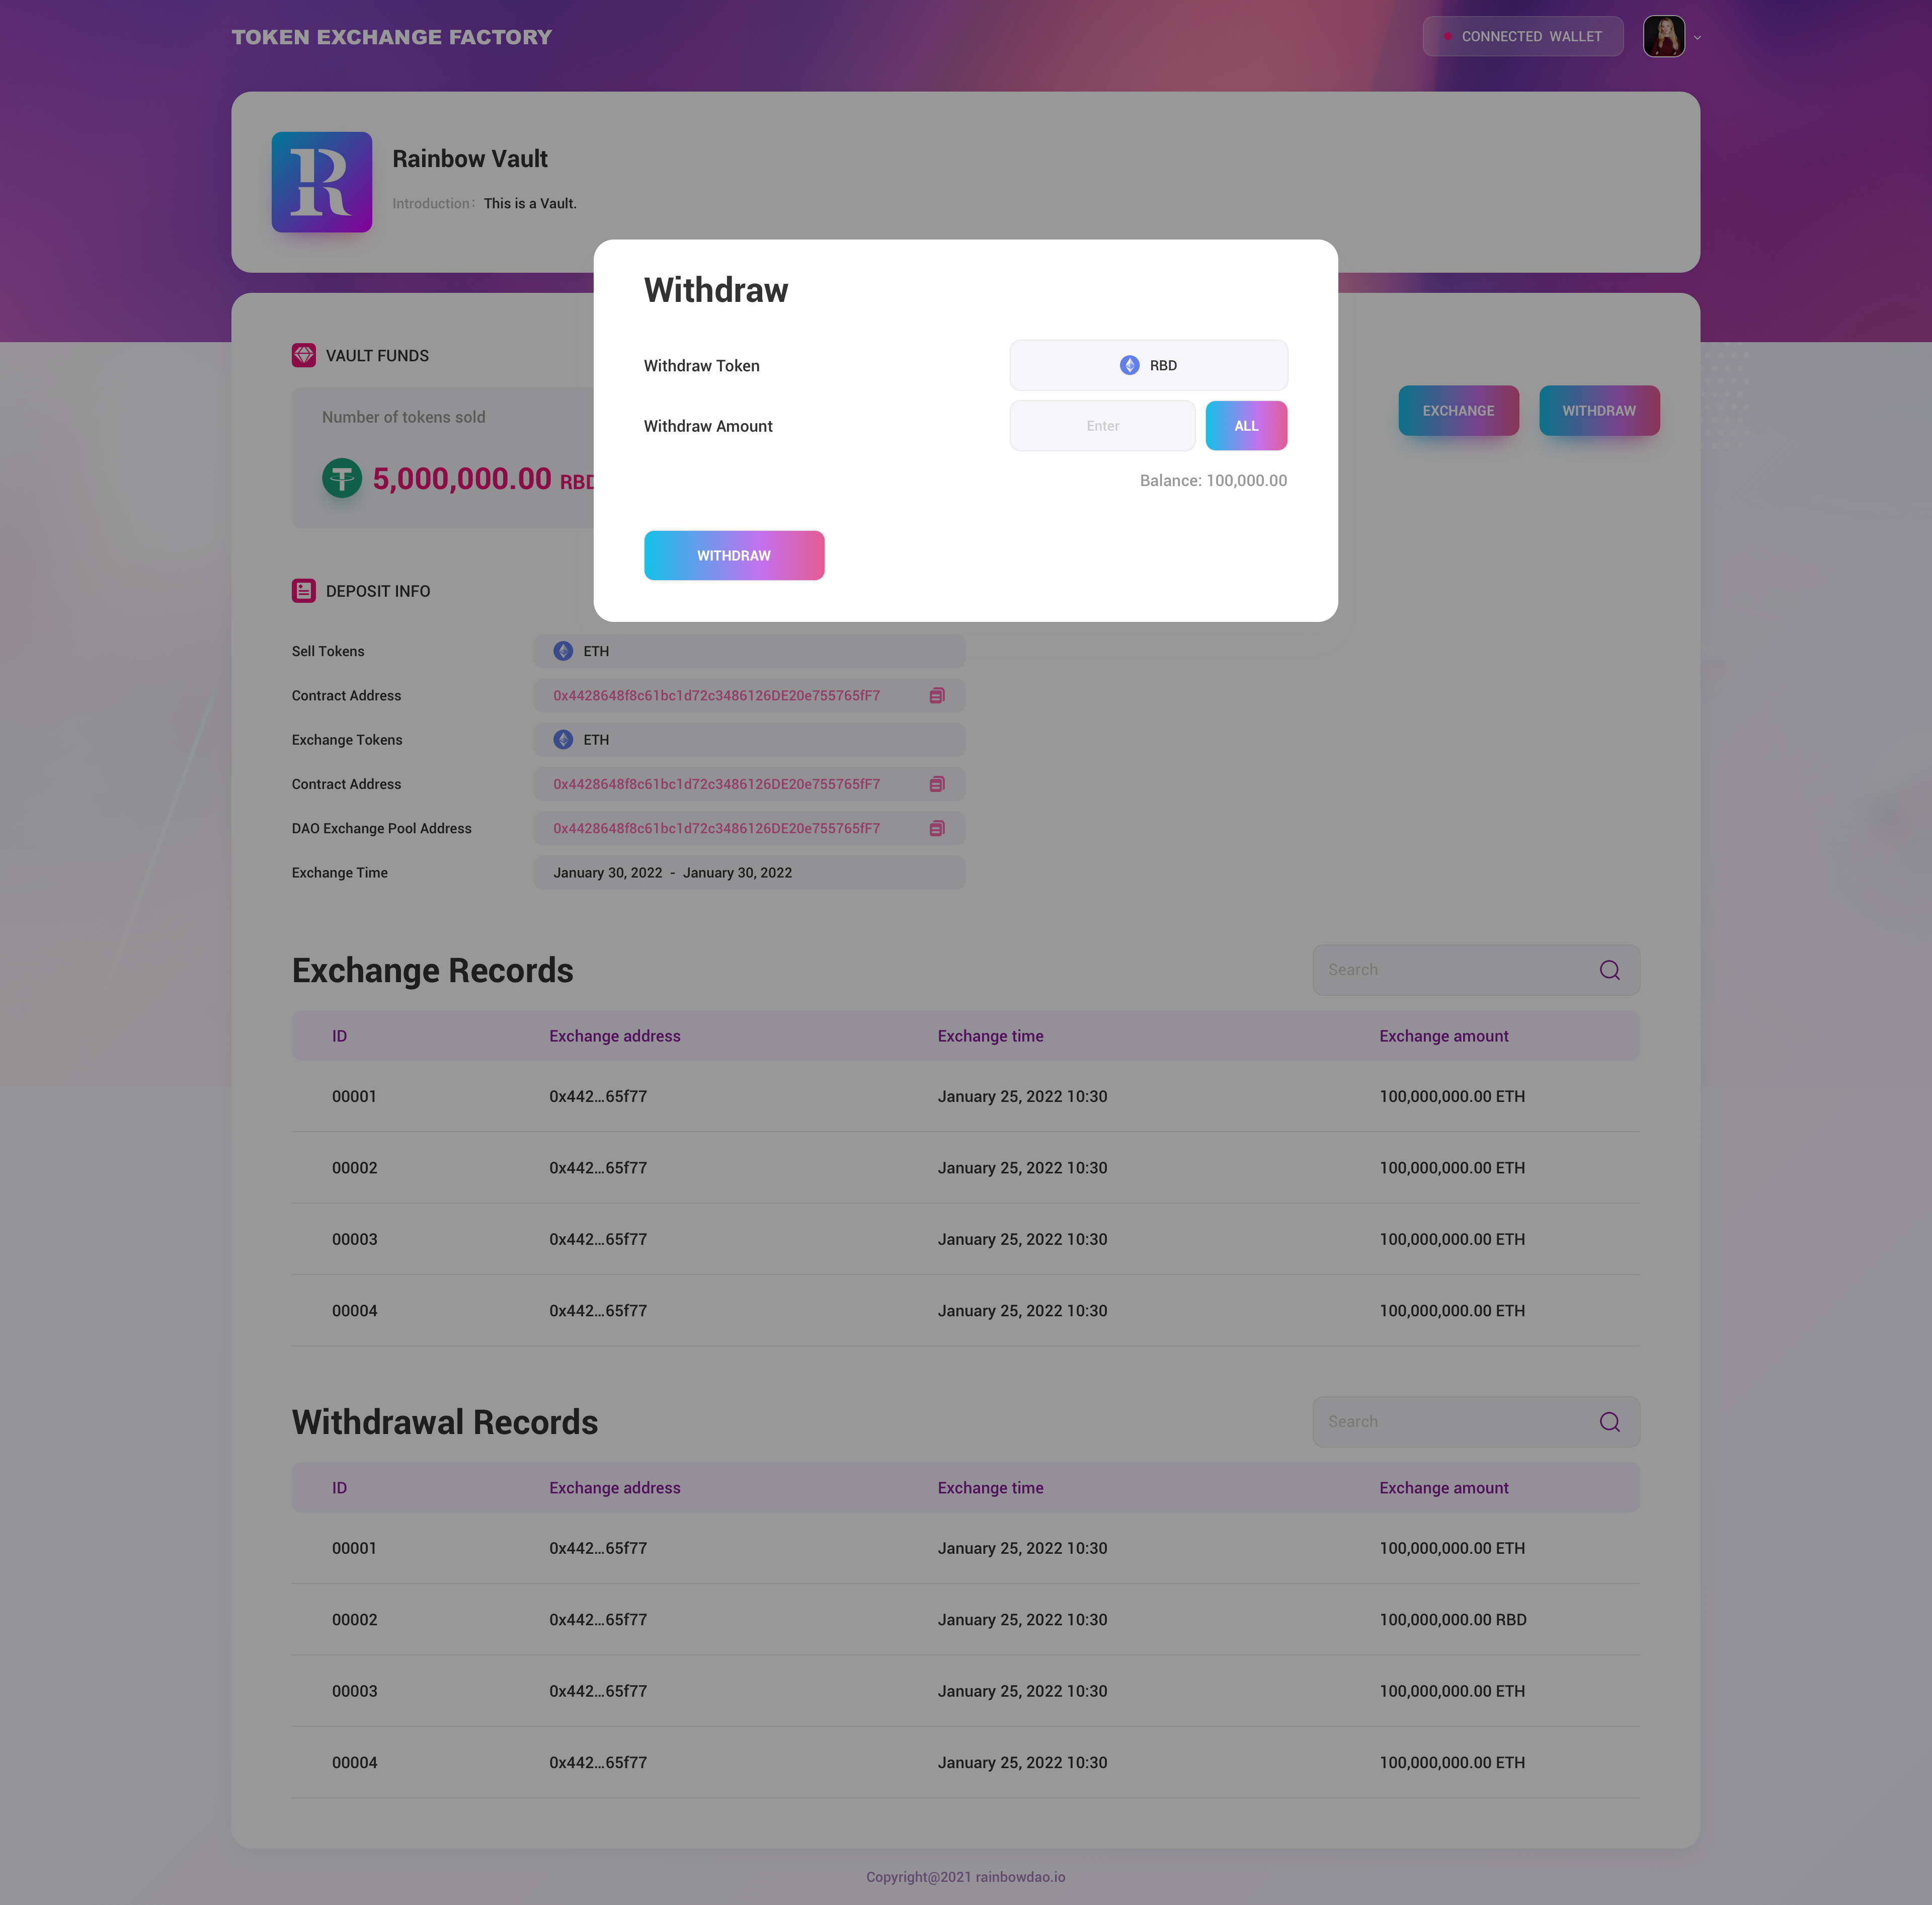 TOKEN EXCHANGE FACTORY
CONNECTED WALLET
R
Rainbow Vault
Introduction: This is a Vault.
Withdraw
Withdraw Token
RBD
Withdraw Amount
Enter
ALL
Balance: 100,000.00
WITHDRAW
VAULT FUNDS
Number of tokens sold
5,000,000.00 RBD
EXCHANGE
WITHDRAW
DEPOSIT INFO
Sell Tokens
ETH
Contract Address
0x4428648f8c61bc1d72c3486126DE20e755765fF7
Exchange Tokens
ETH
Contract Address
0x4428648f8c61bc1d72c3486126DE20e755765fF7
DAO Exchange Pool Address
0x4428648f8c61bc1d72c3486126DE20e755765fF7
Exchange Time
January 30, 2022 - January 30, 2022
Exchange Records
Search
ID Exchange address Exchange time Exchange amount
00001 0x442...65f77 January 25, 2022 10:30 100,000,000.00 ETH
00002 0x442...65f77 January 25, 2022 10:30 100,000,000.00 ETH
00003 0x442...65f77 January 25, 2022 10:30 100,000,000.00 ETH
00004 0x442...65f77 January 25, 2022 10:30 100,000,000.00 ETH
Withdrawal Records
Search
ID Exchange address Exchange time Exchange amount
00001 0x442...65f77 January 25, 2022 10:30 100,000,000.00 ETH
00002 0x442...65f77 January 25, 2022 10:30 100,000,000.00 RBD
00003 0x442...65f77 January 25, 2022 10:30 100,000,000.00 ETH
00004 0x442...65f77 January 25, 2022 10:30 100,000,000.00 ETH
Copyright@2021 rainbowdao.io